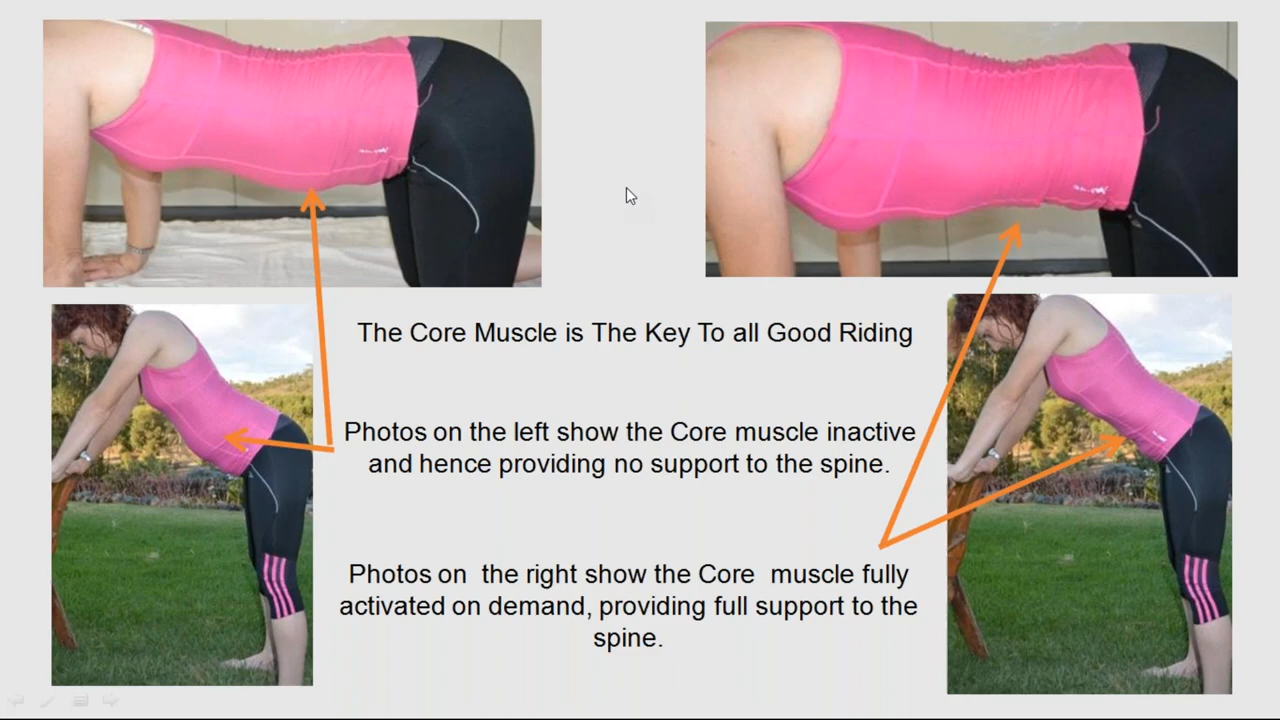 The Core Muscle is The Key To all Good Riding
Photos on the left show the Core muscle inactive
and hence providing no support to the spine.
Photos on  the right show the Core  muscle fully
activated on demand, providing full support to the
spine.